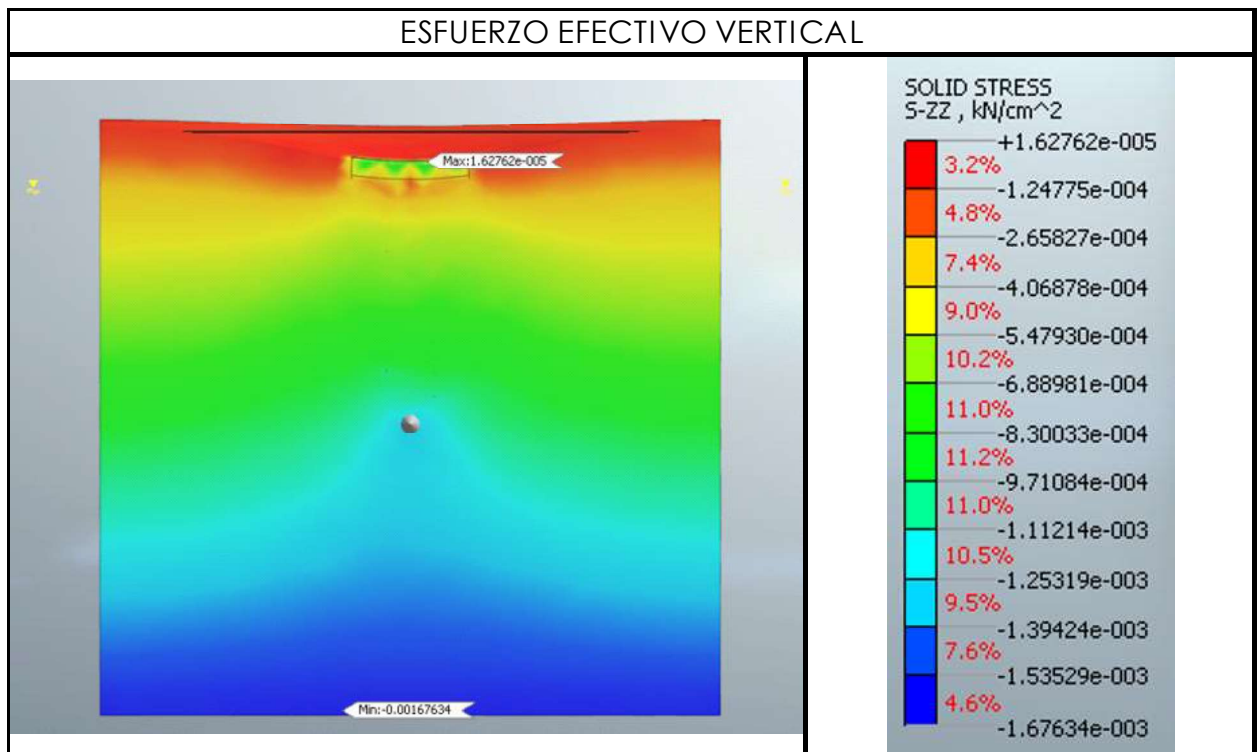 ESFUERZO EFECTIVO VERTICAL
Max:1.62762e-005
Min:-0.00167634
SOLID STRESS
S-ZZ , kN/cm^2
+1.62762e-005
3.2%
-1.24775e-004
4.8%
-2.65827e-004
7.4%
-4.06878e-004
9.0%
-5.47930e-004
10.2%
-6.88981e-004
11.0%
-8.30033e-004
11.2%
-9.71084e-004
11.0%
-1.11214e-003
10.5%
-1.25319e-003
9.5%
-1.39424e-003
7.6%
-1.53529e-003
4.6%
-1.67634e-003